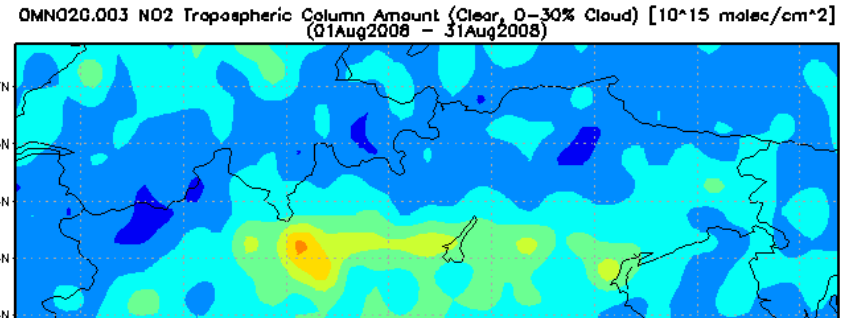 OMNO2G.003 NO2 Tropospheric Column Amount (Clear, 0-30% Cloud) [10^15 molec/cm^2]
(01Aug2008 - 31Aug2008)
N
N
N
N
N